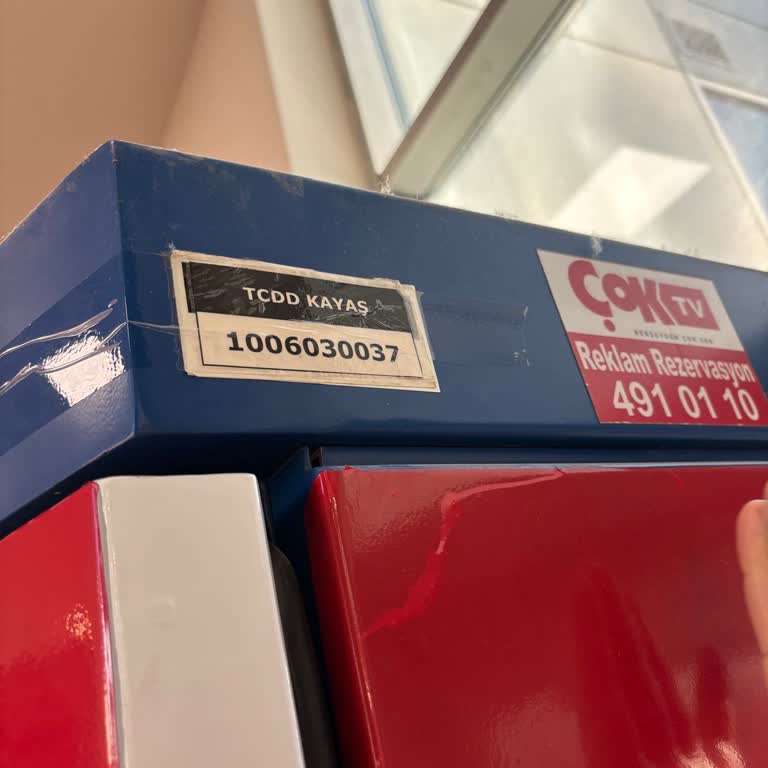 TCDD KAYAŞ
1006030037
ÇOK TV
Reklam Rezervasyon
491 01 10